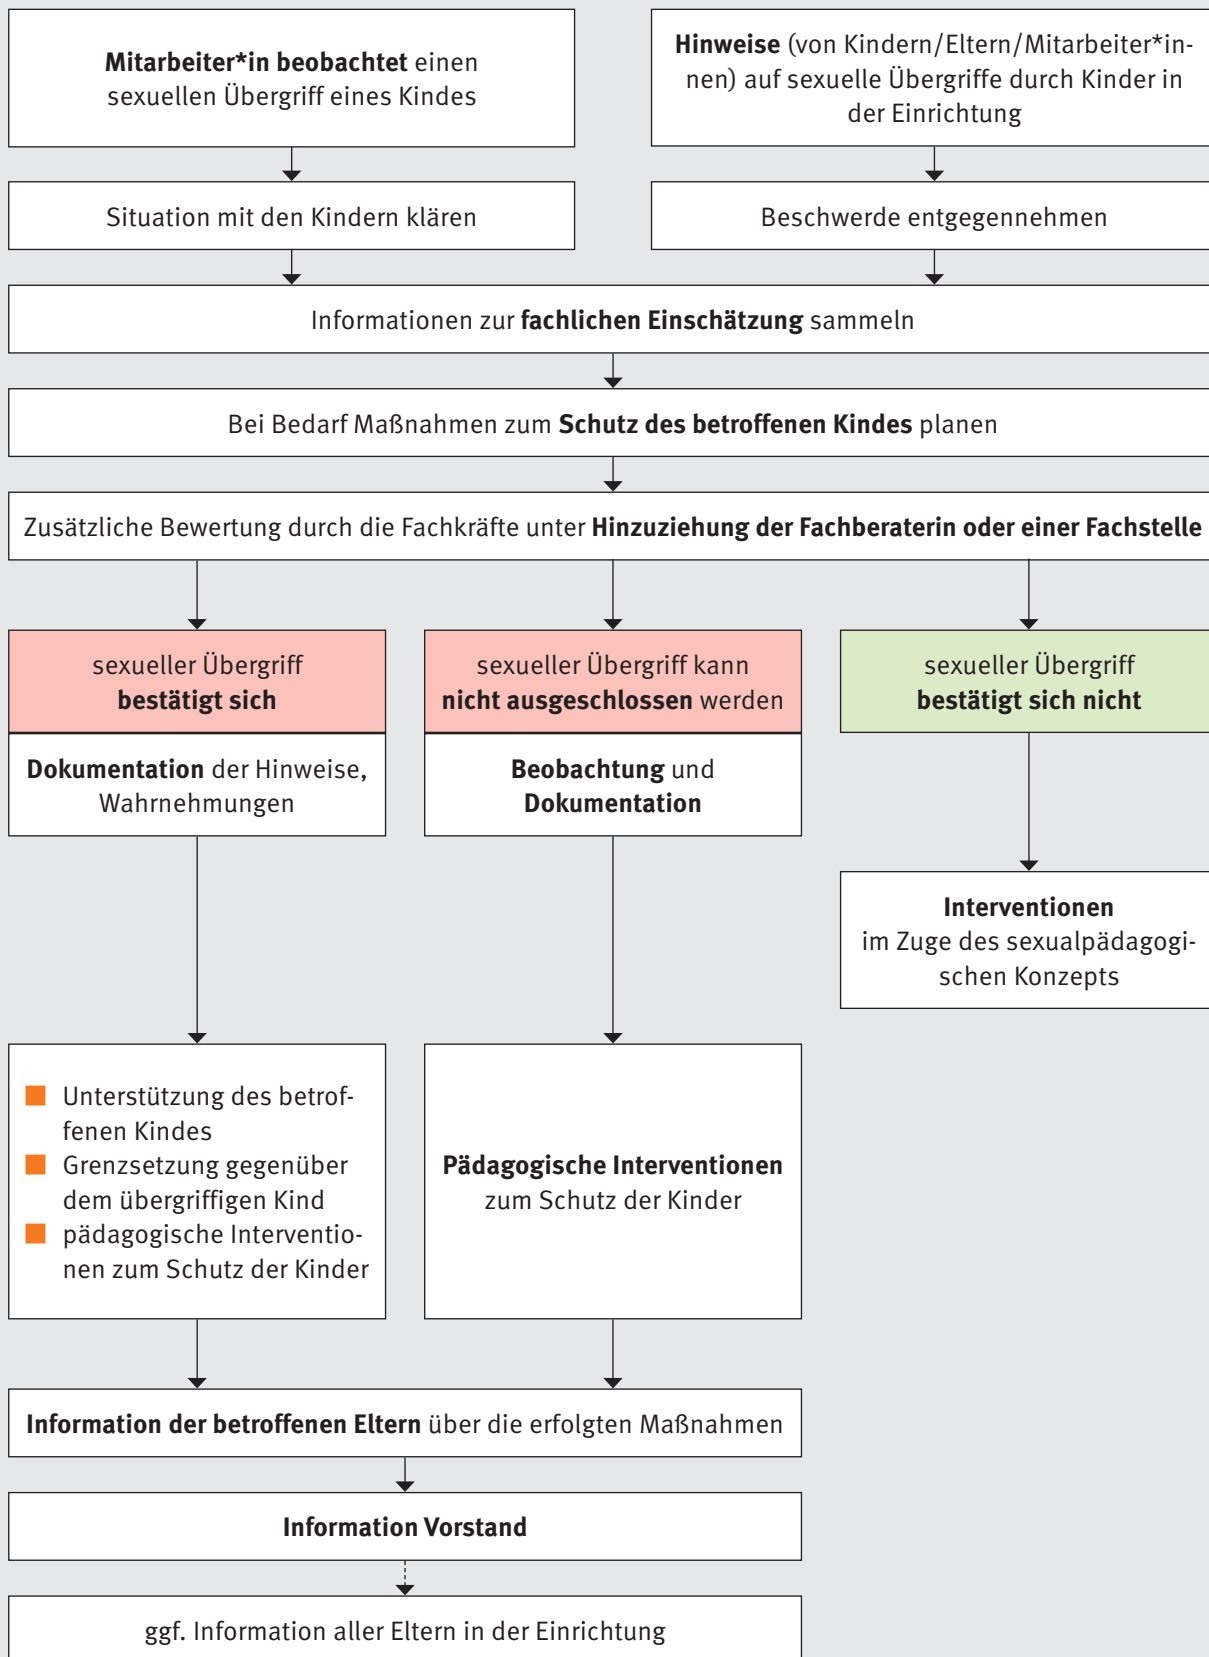 Mitarbeiter*in beobachtet einen
sexuellen Übergriff eines Kindes
Hinweise (von Kindern/Eltern/Mitarbeiter*in-
nen) auf sexuelle Übergriffe durch Kinder in
der Einrichtung
Situation mit den Kindern klären
Beschwerde entgegennehmen
Informationen zur fachlichen Einschätzung sammeln
Bei Bedarf Maßnahmen zum Schutz des betroffenen Kindes planen
Zusätzliche Bewertung durch die Fachkräfte unter Hinzuziehung der Fachberaterin oder einer Fachstelle
sexueller Übergriff
bestätigt sich
sexueller Übergriff kann
nicht ausgeschlossen werden
sexueller Übergriff
bestätigt sich nicht
Dokumentation der Hinweise,
Wahrnehmungen
Beobachtung und
Dokumentation
Interventionen
im Zuge des sexualpädagogi-
schen Konzepts
Unterstützung des betrof-
fenen Kindes
Grenzsetzung gegenüber
dem übergriffigen Kind
pädagogische Interventio-
nen zum Schutz der Kinder
Pädagogische Interventionen
zum Schutz der Kinder
Information der betroffenen Eltern über die erfolgten Maßnahmen
Information Vorstand
ggf. Information aller Eltern in der Einrichtung